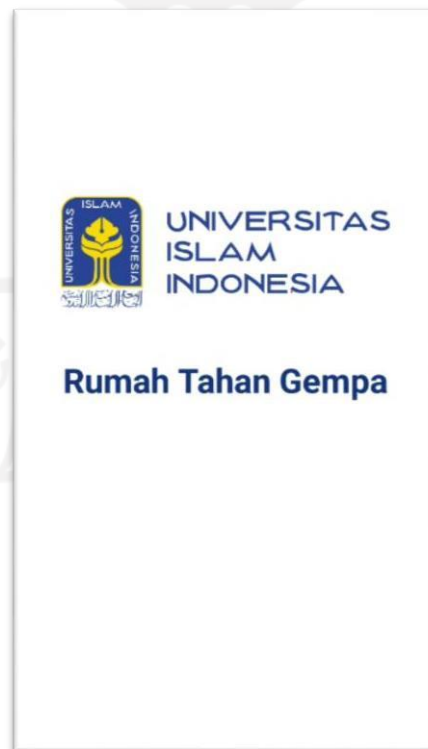 UNIVERSITAS ISLAM INDONESIA
UNIVERSITAS
ISLAM
INDONESIA
Rumah Tahan Gempa